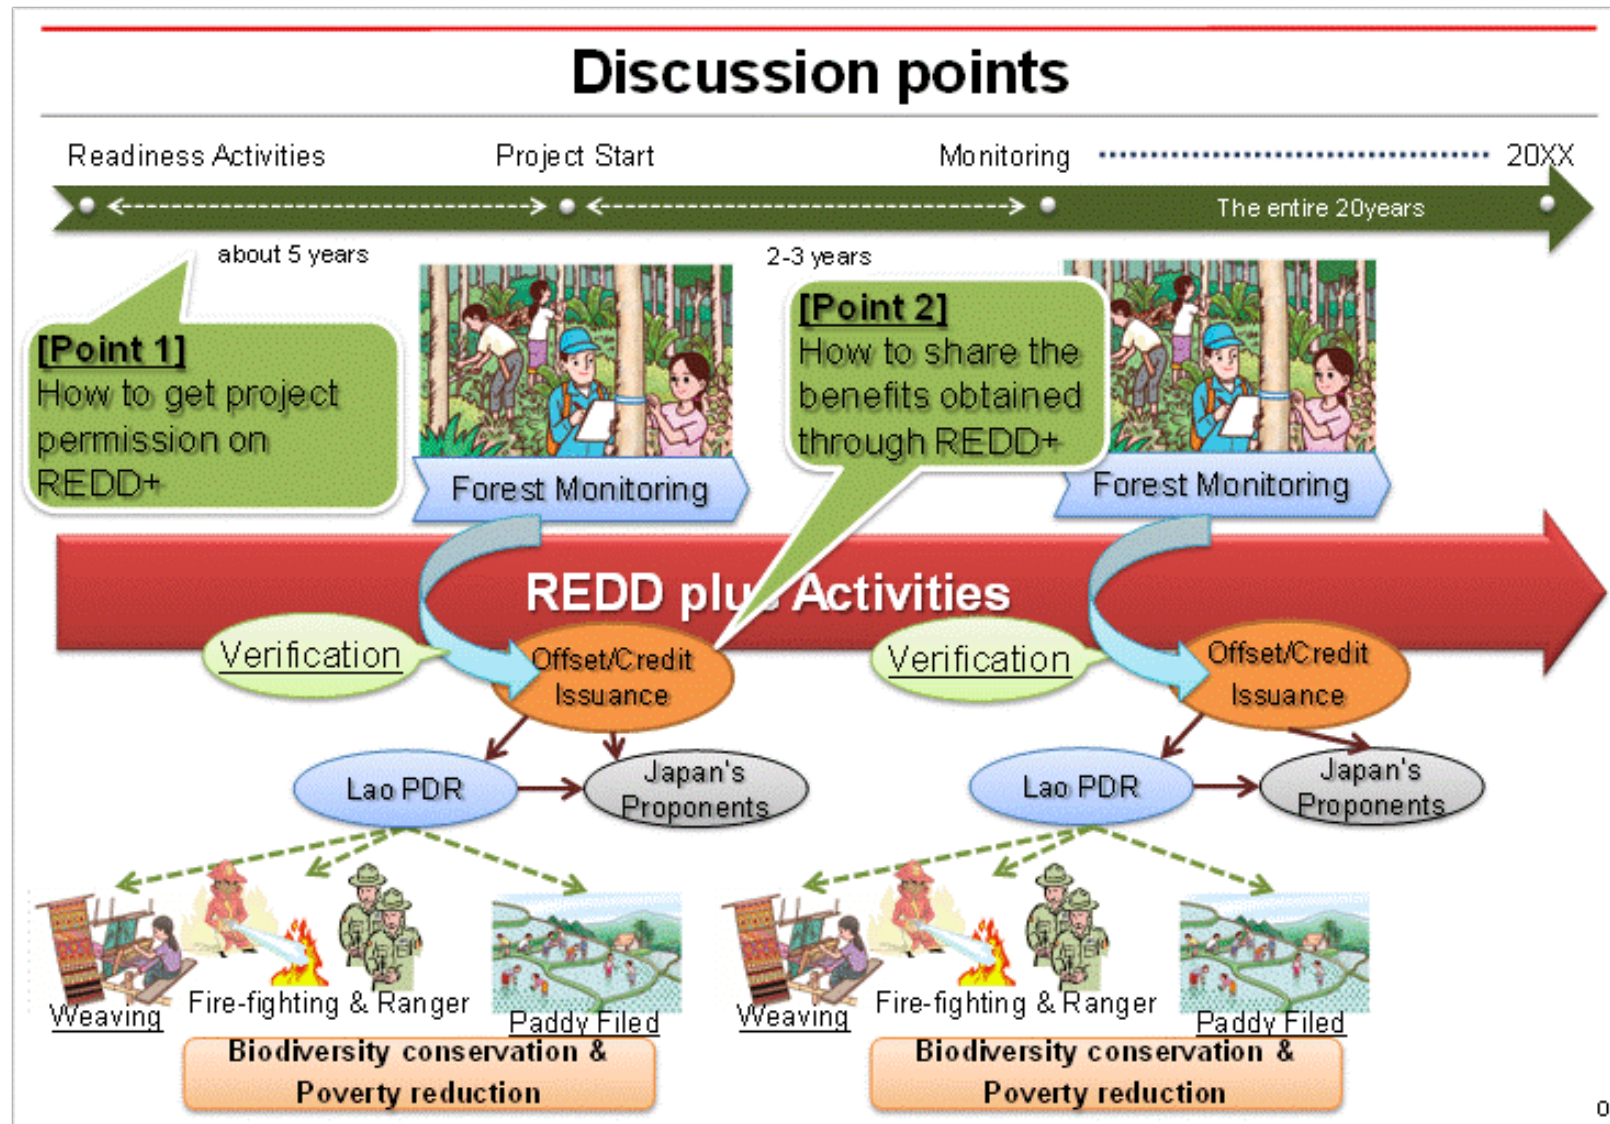 Discussion points
Readiness Activities
Project Start
Monitoring
20XX
The entire 20years
about 5 years
2-3 years
[Point 1]
How to get project
permission on
REDD+
[Point 2]
How to share the
benefits obtained
through REDD+
Forest Monitoring
Forest Monitoring
REDD plus Activities
Verification
Offset/Credit
Issuance
Verification
Offset/Credit
Issuance
Lao PDR
Japan's
Proponents
Lao PDR
Japan's
Proponents
Weaving
Fire-fighting & Ranger
Paddy Filed
Weaving
Fire-fighting & Ranger
Paddy Filed
Biodiversity conservation &
Poverty reduction
Biodiversity conservation &
Poverty reduction
0